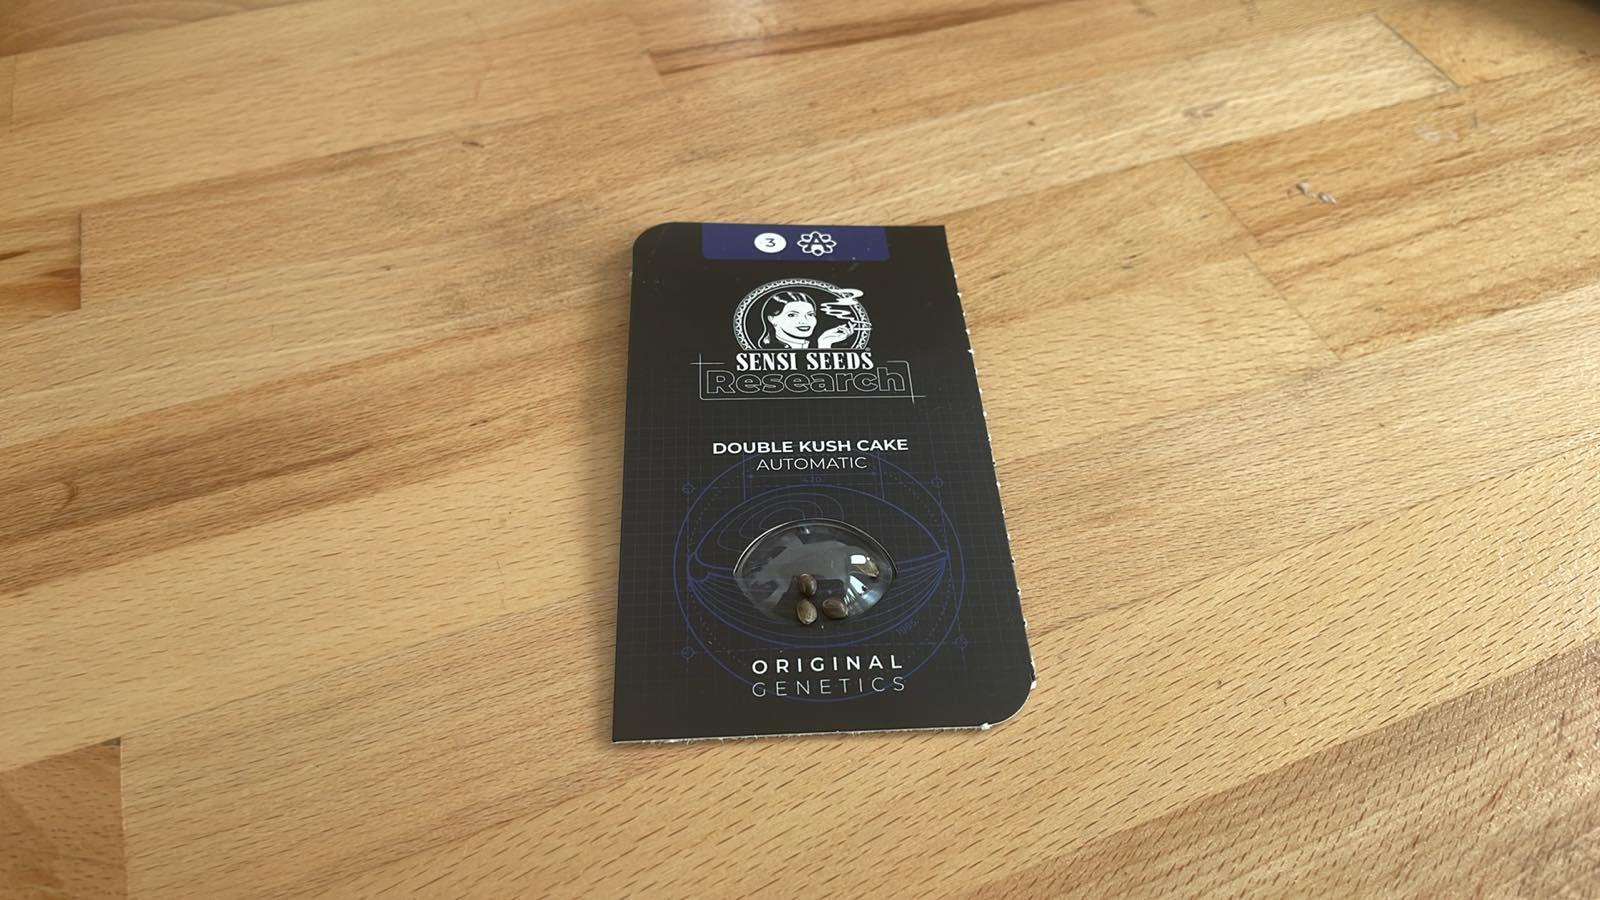 3
SENSI SEEDS
Research
DOUBLE KUSH CAKE
AUTOMATIC
ORIGINAL
GENETICS